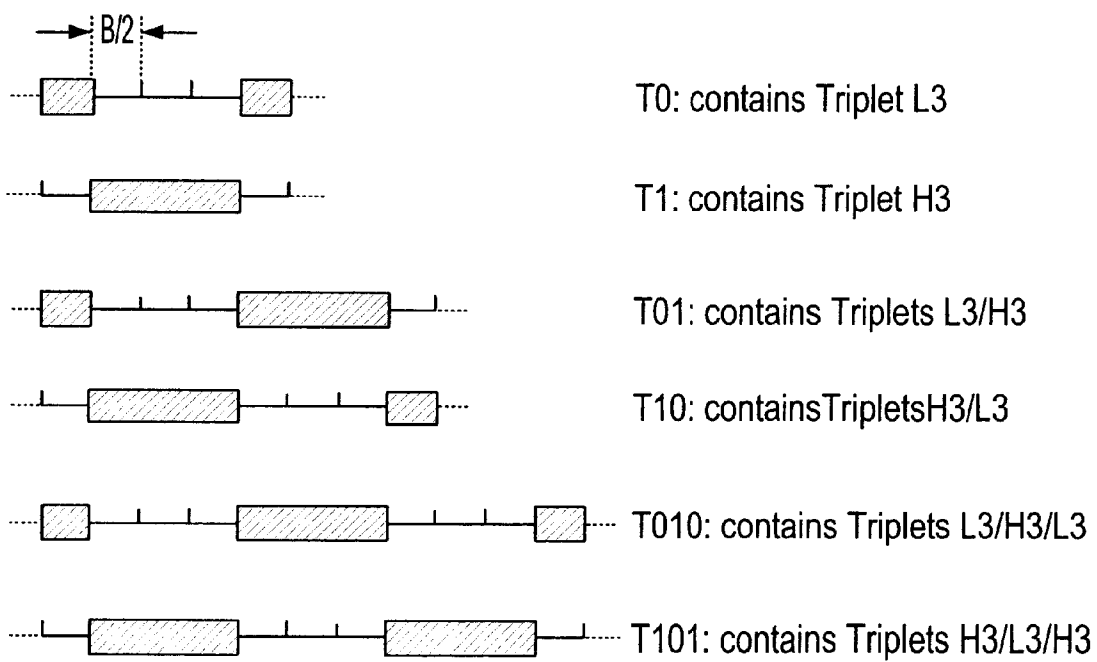 B/2
T0: contains Triplet L3
T1: contains Triplet H3
T01: contains Triplets L3/H3
T10: containsTripletsH3/L3
T010: contains Triplets L3/H3/L3
T101: contains Triplets H3/L3/H3